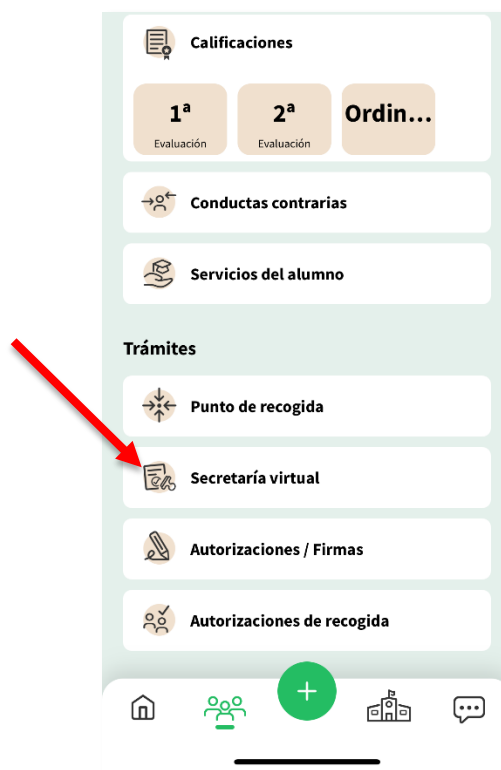 Calificaciones
1ª
2ª
Ordin...
Evaluación
Evaluación
Conductas contrarias
Servicios del alumno
Trámites
Punto de recogida
Secretaría virtual
Autorizaciones / Firmas
Autorizaciones de recogida